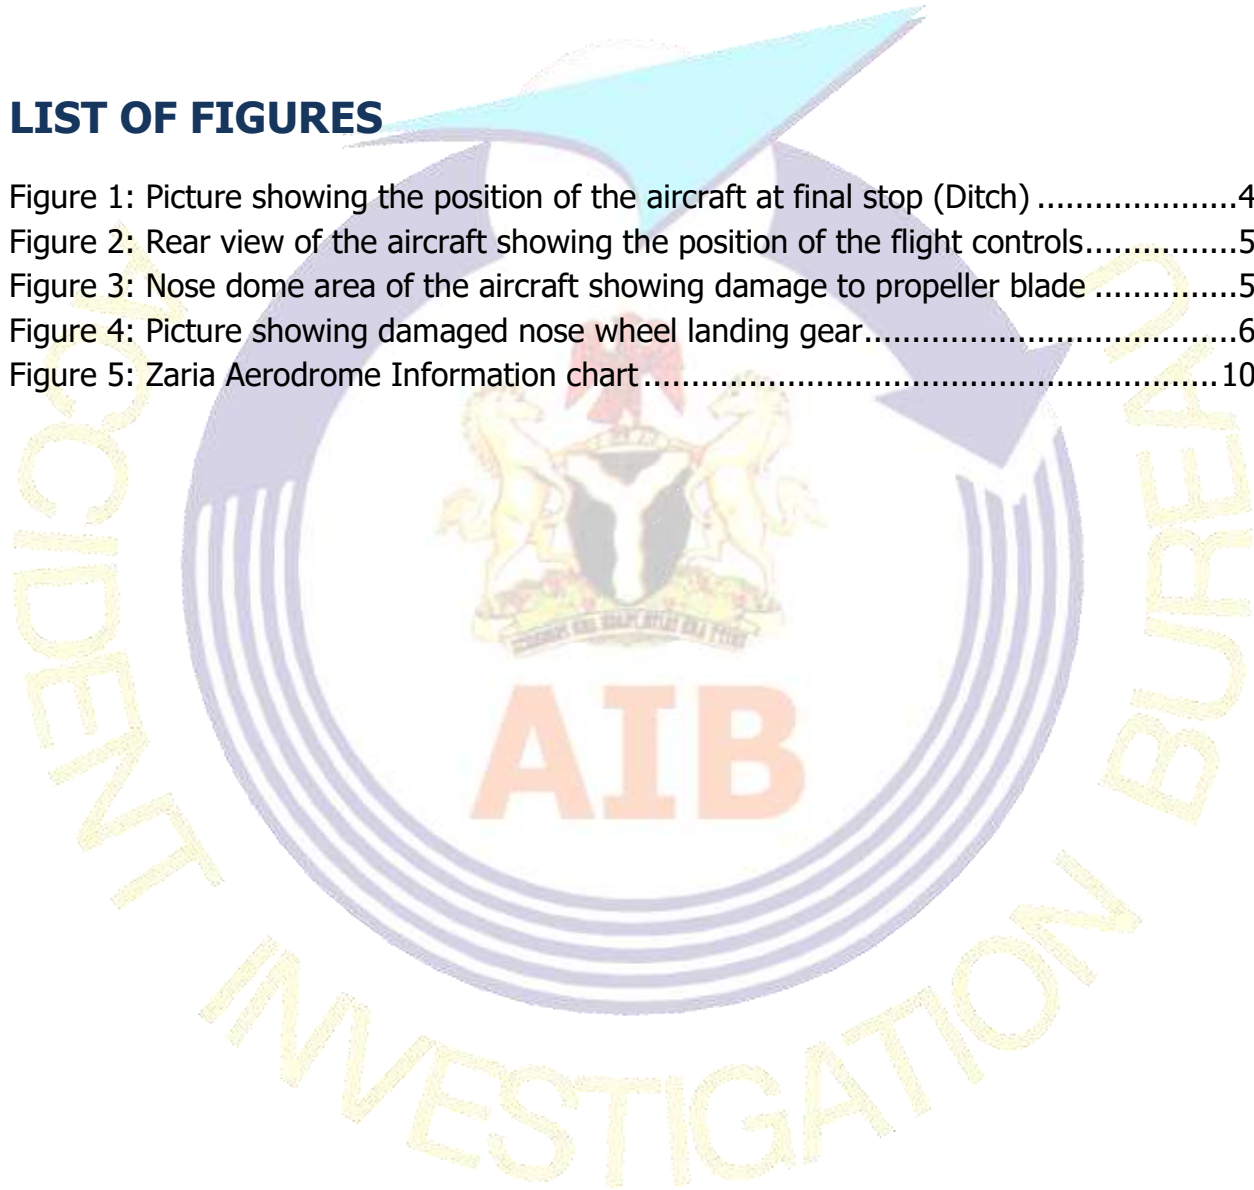 LIST OF FIGURES
Figure 1: Picture showing the position of the aircraft at final stop (Ditch) .....................4
Figure 2: Rear view of the aircraft showing the position of the flight controls................5
Figure 3: Nose dome area of the aircraft showing damage to propeller blade ...............5
Figure 4: Picture showing damaged nose wheel landing gear.......................................6
Figure 5: Zaria Aerodrome Information chart.............................................................10
AIB
ACCIDENT INVESTIGATION BUREAU